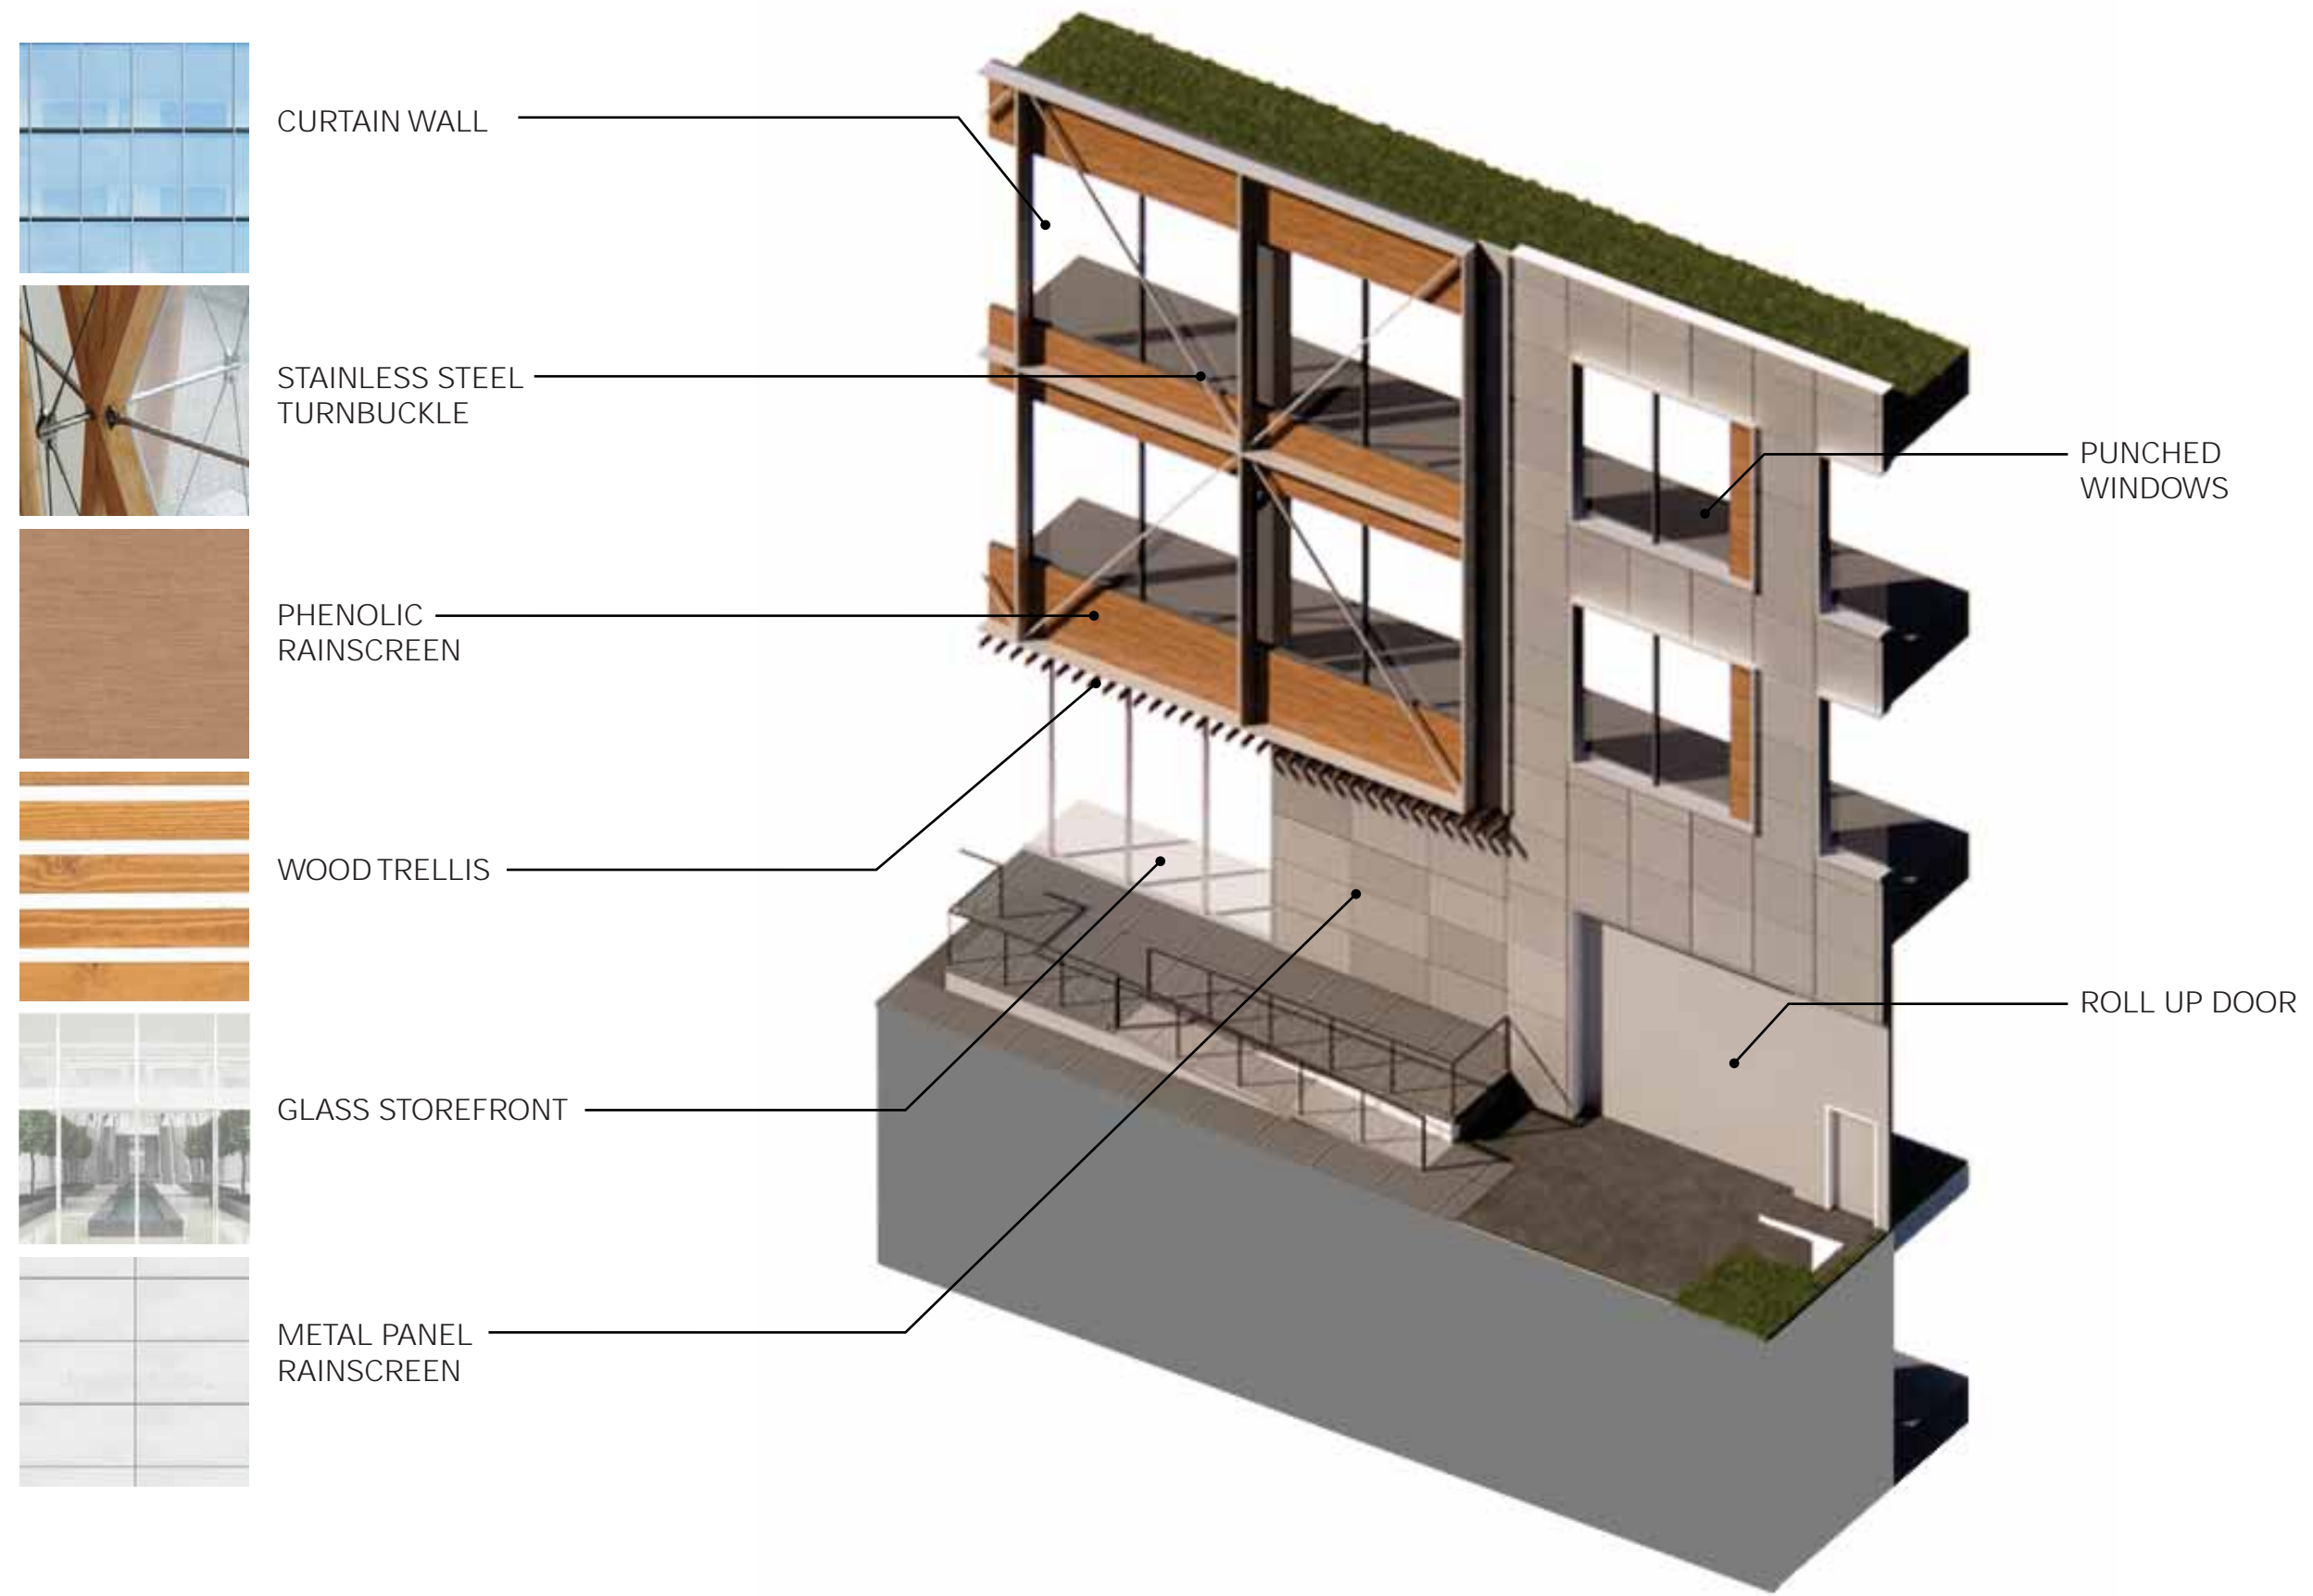 CURTAIN WALL
STAINLESS STEEL
TURNBUCKLE
PHENOLIC
RAINSCREEN
WOOD TRELLIS
GLASS STOREFRONT
METAL PANEL
RAINSCREEN
PUNCHED
WINDOWS
ROLL UP DOOR